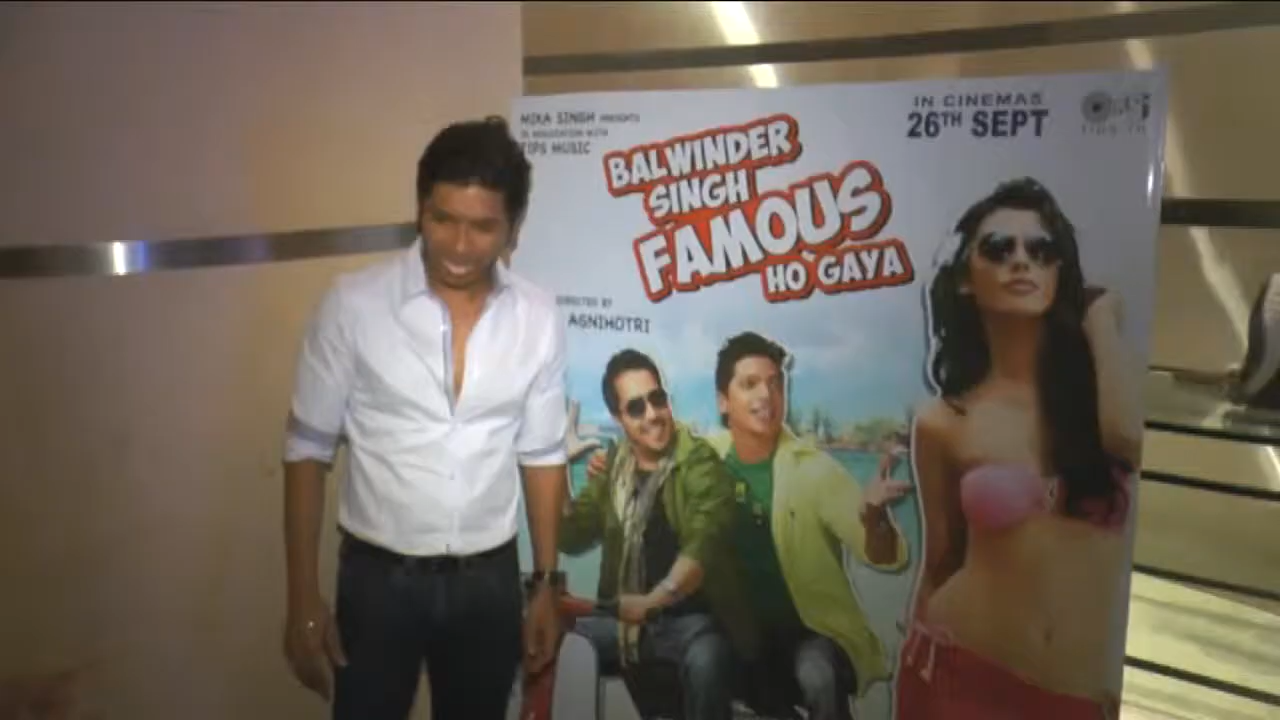 MIKA SINGH PRESENTS
IN ASSOCIATION WITH
TIPS MUSIC
IN CINEMAS
26TH SEPT
BALWINDER
SINGH
FAMOUS
HO GAYA
DIRECTED BY
AGNIHOTRI